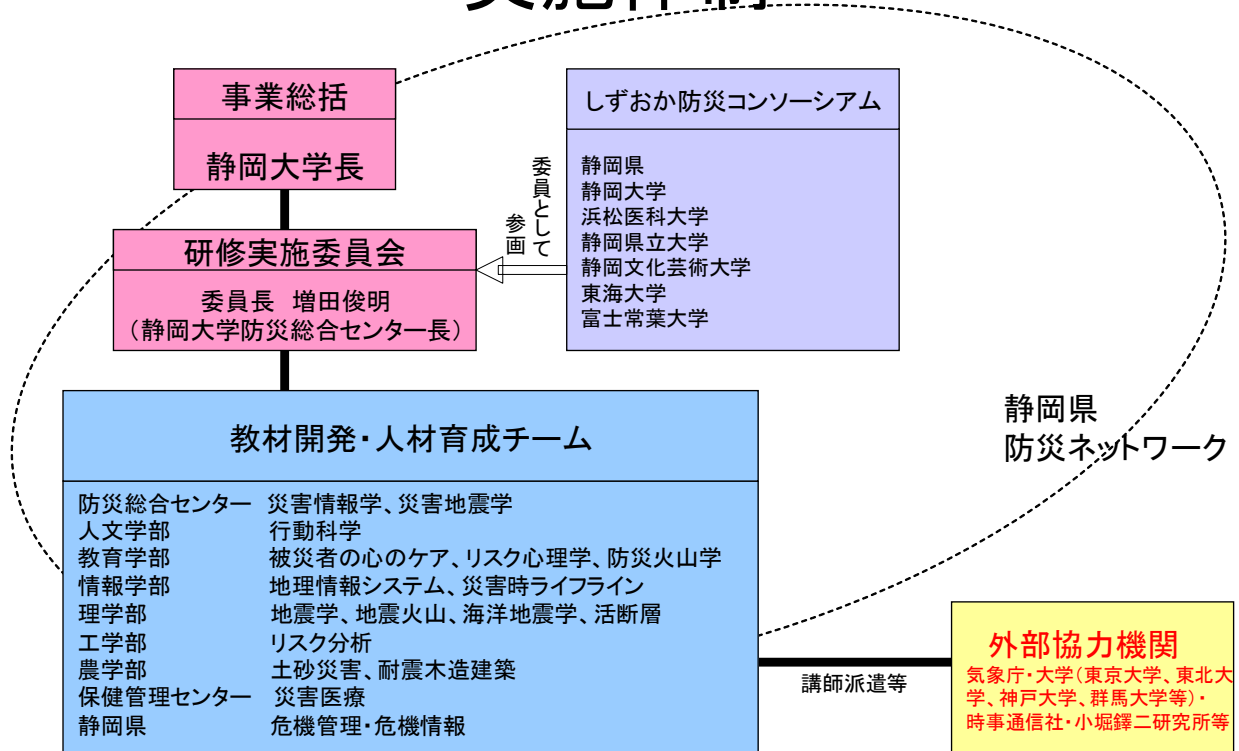 事業総括
静岡大学長
研修実施委員会
委員長 増田俊明
(静岡大学防災総合センター長)
委員として
参画
しずおか防災コンソーシアム
静岡県
静岡大学
浜松医科大学
静岡県立大学
静岡文化芸術大学
東海大学
富士常葉大学
静岡県
防災ネットワーク
教材開発・人材育成チーム
防災総合センター 災害情報学、災害地震学
人文学部 行動科学
教育学部 被災者の心のケア、リスク心理学、防災火山学
情報学部 地理情報システム、災害時ライフライン
理学部 地震学、地震火山、海洋地震学、活断層
工学部 リスク分析
農学部 土砂災害、耐震木造建築
保健管理センター 災害医療
静岡県 危機管理・危機情報
講師派遣等
外部協力機関
気象庁・大学(東京大学、東北大
学、神戸大学、群馬大学等)・
時事通信社・小堀鐸二研究所等